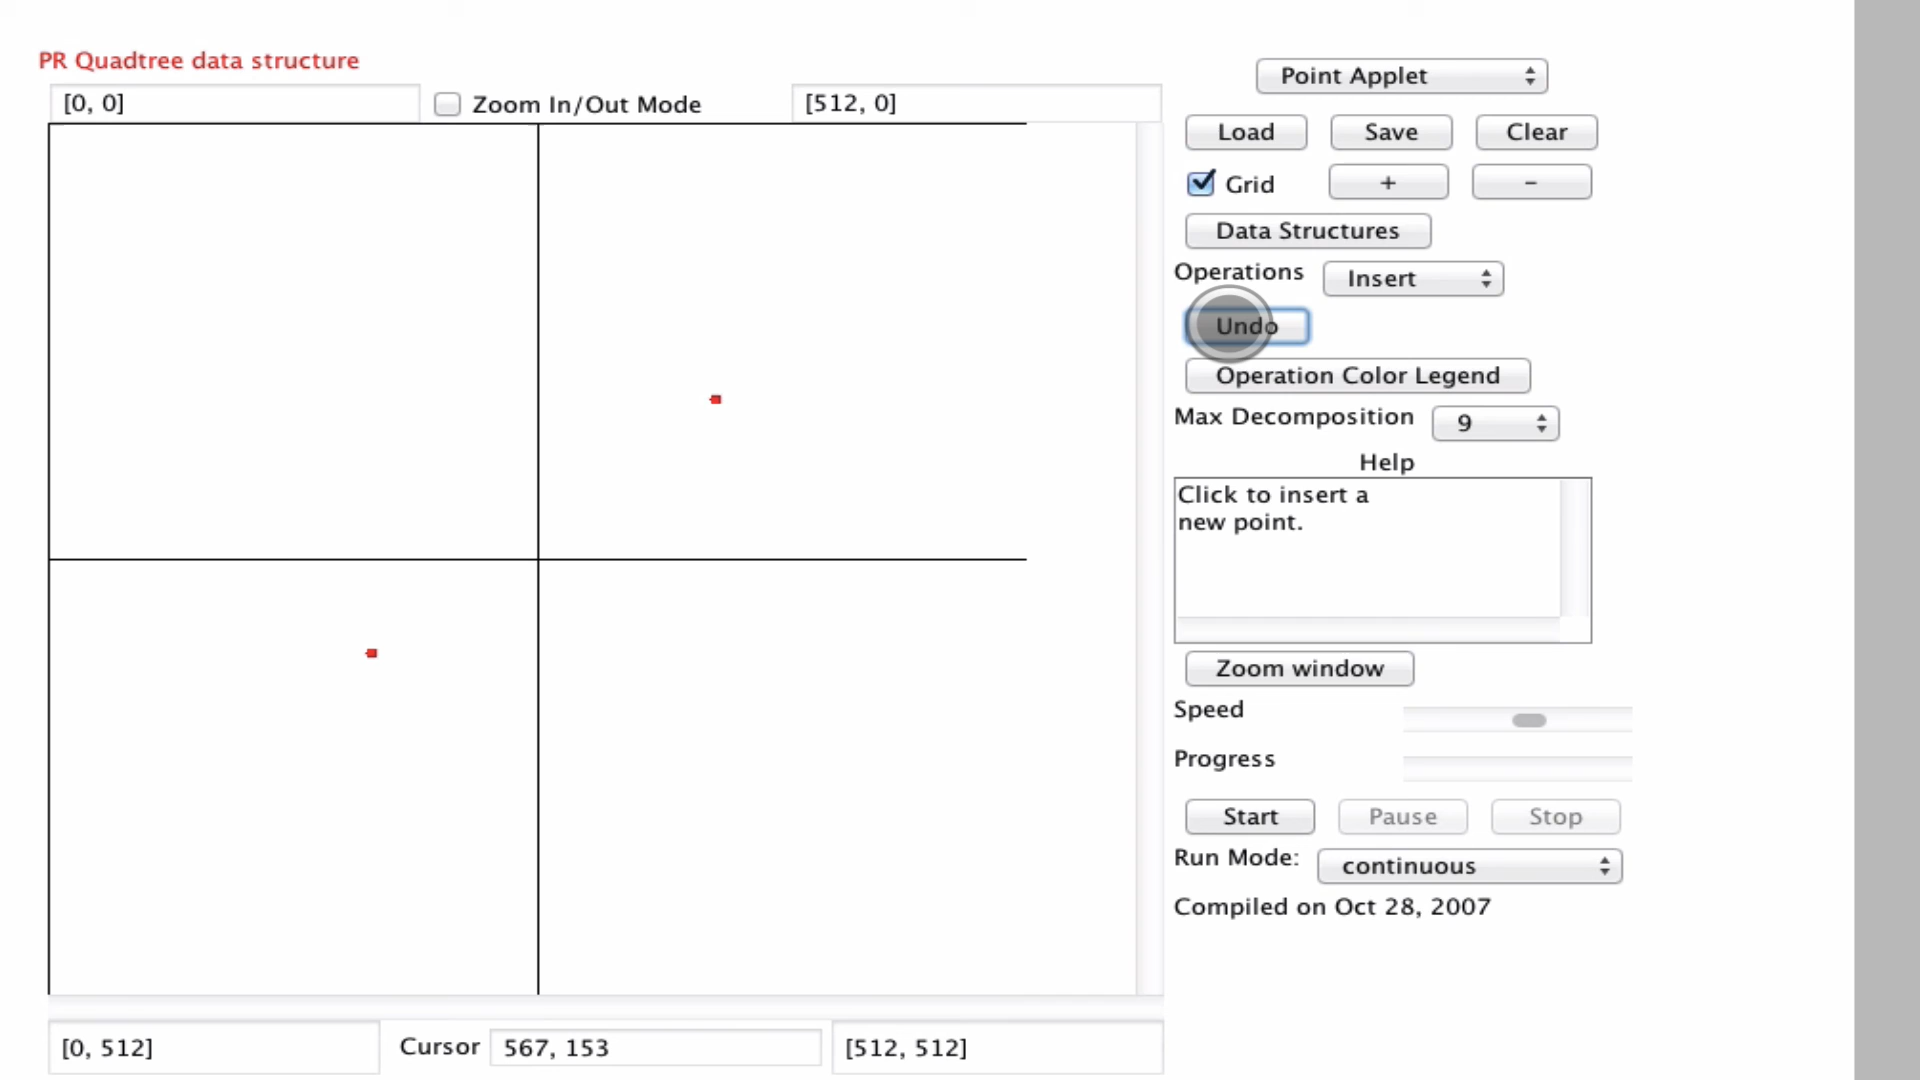 PR Quadtree data structure
[0, 0]
Zoom In/Out Mode
[512, 0]
Point Applet
Load
Save
Clear
Grid
+
-
Data Structures
Operations
Insert
Undo
Operation Color Legend
Max Decomposition
9
Help
Click to insert a
new point.
Zoom window
Speed
Progress
Start
Pause
Stop
Run Mode:
continuous
Compiled on Oct 28, 2007
[0, 512]
Cursor
567, 153
[512, 512]